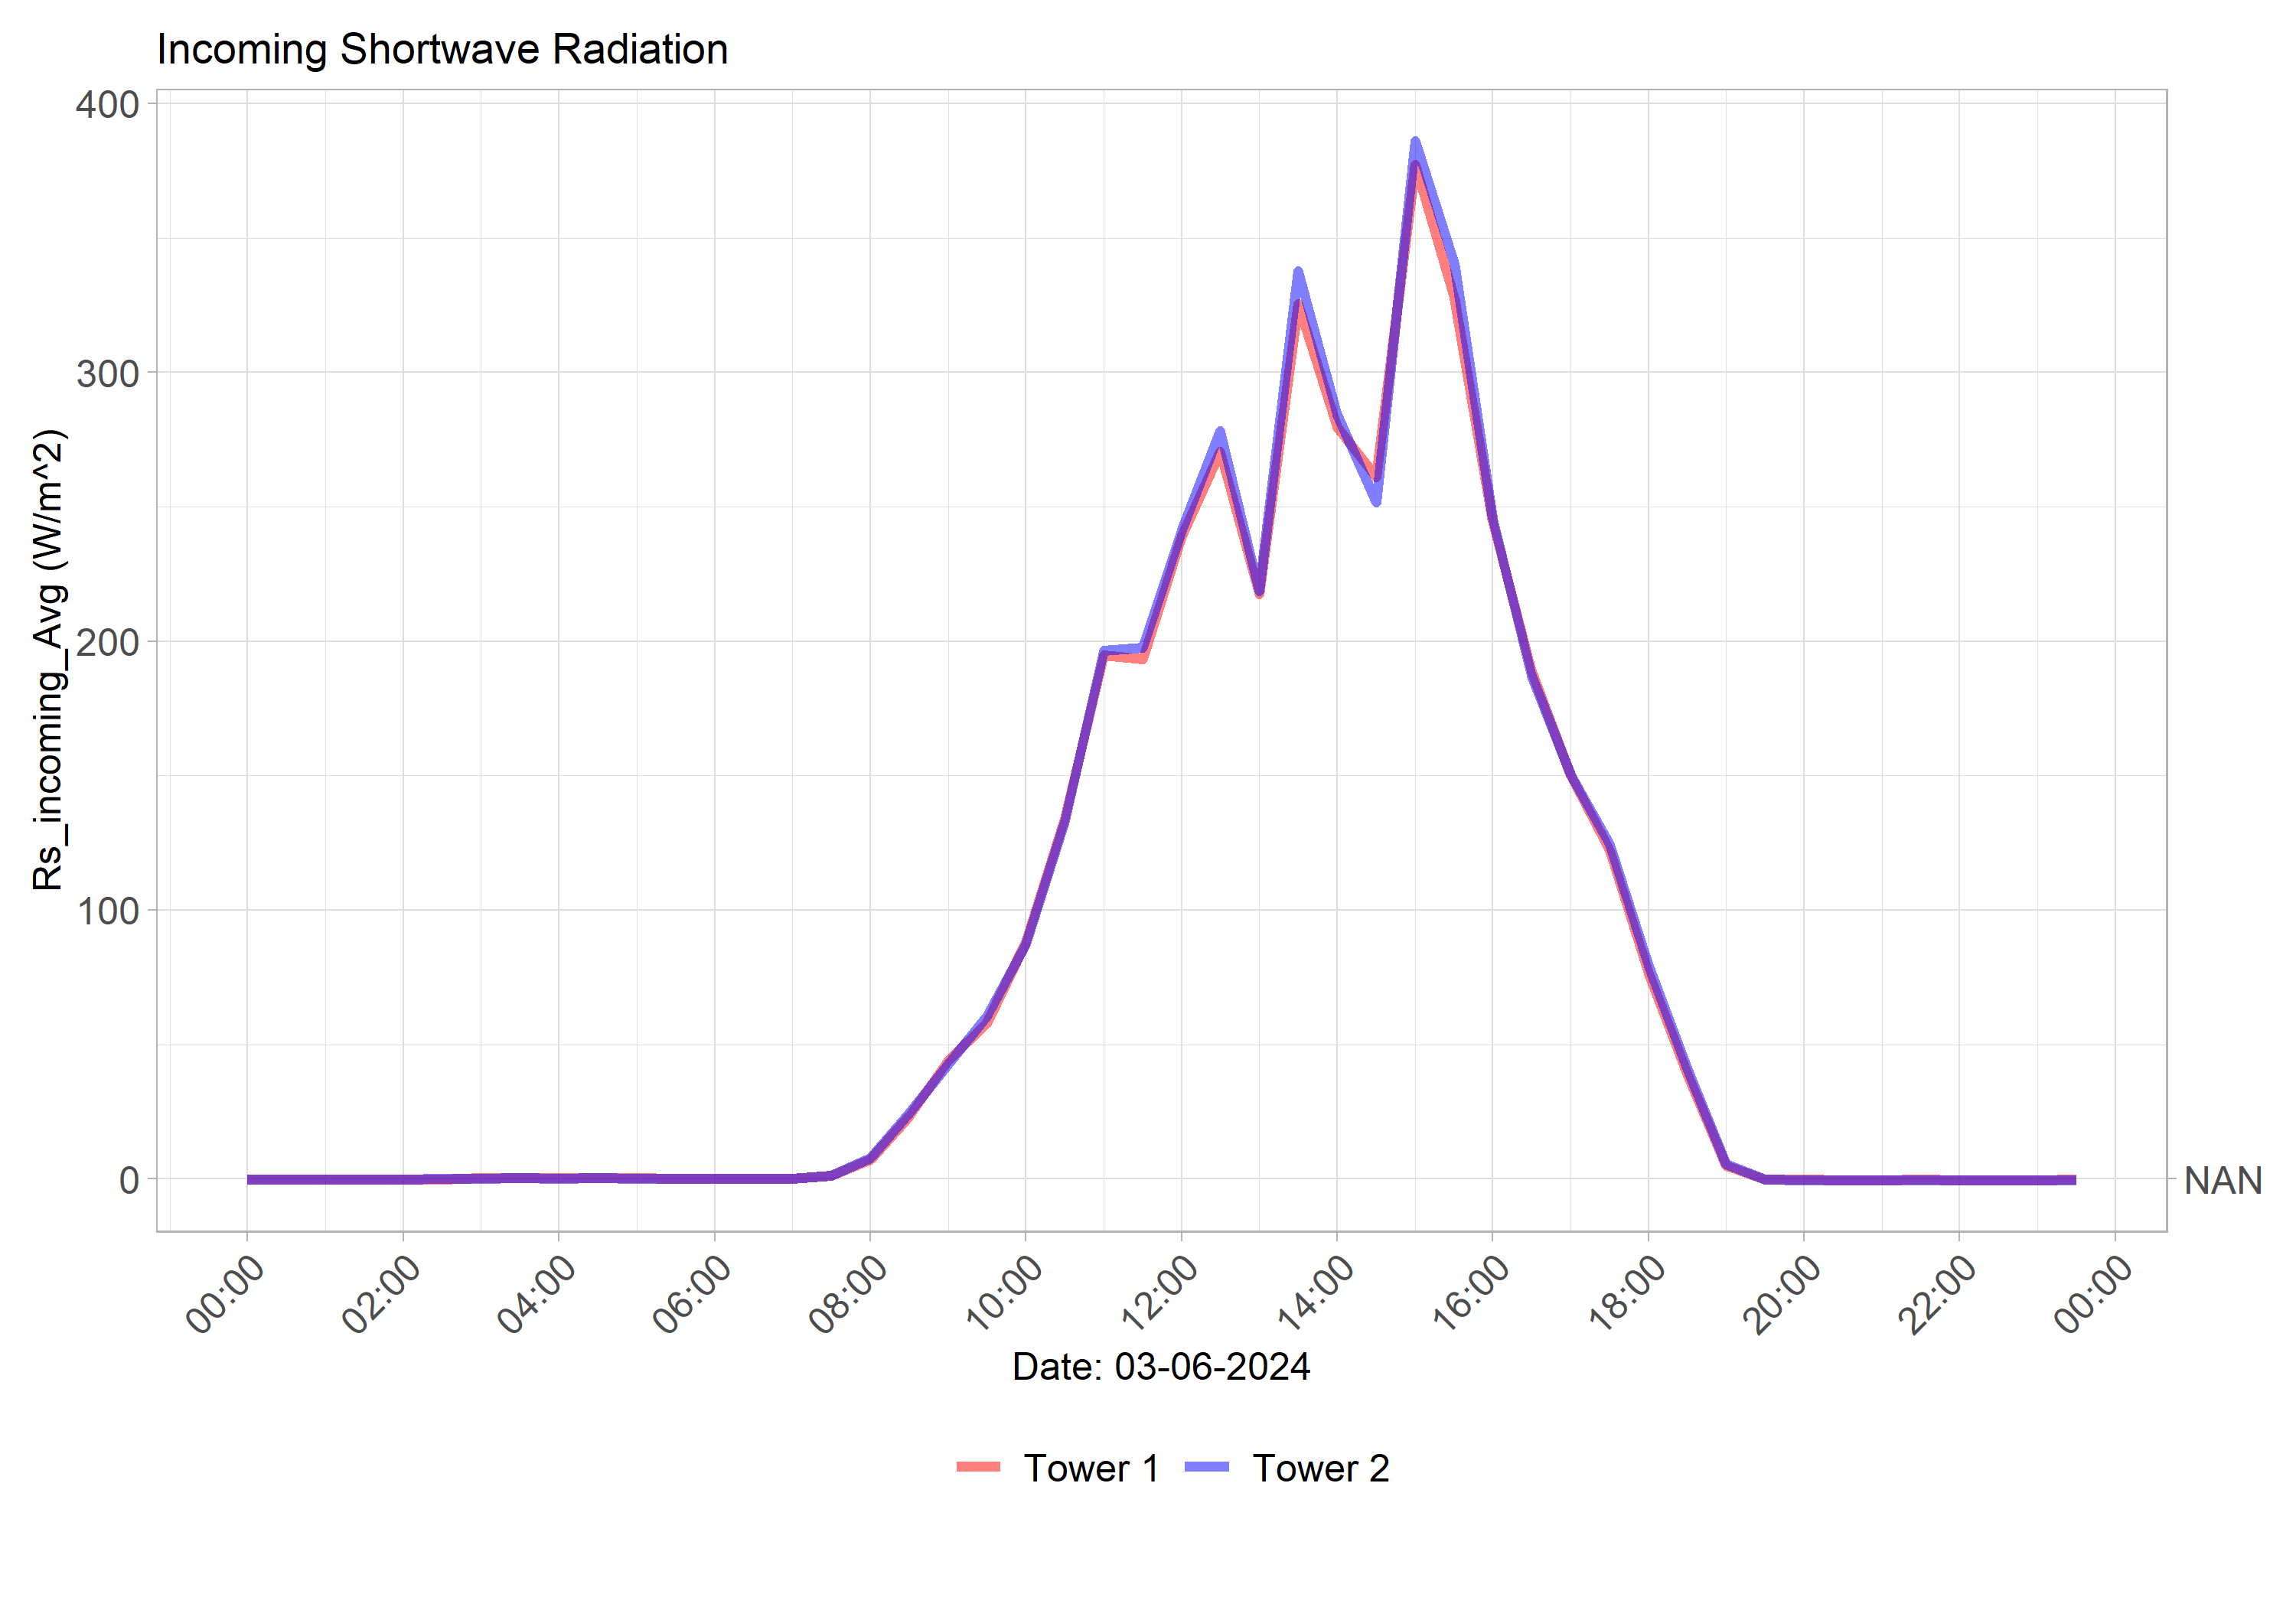 Incoming Shortwave Radiation
Rs_incoming_Avg (W/m^2)
400
300
200
100
0
NAN
00:00 02:00 04:00 06:00 08:00 10:00 12:00 14:00 16:00 18:00 20:00 22:00 00:00
Date: 03-06-2024
Tower 1 Tower 2